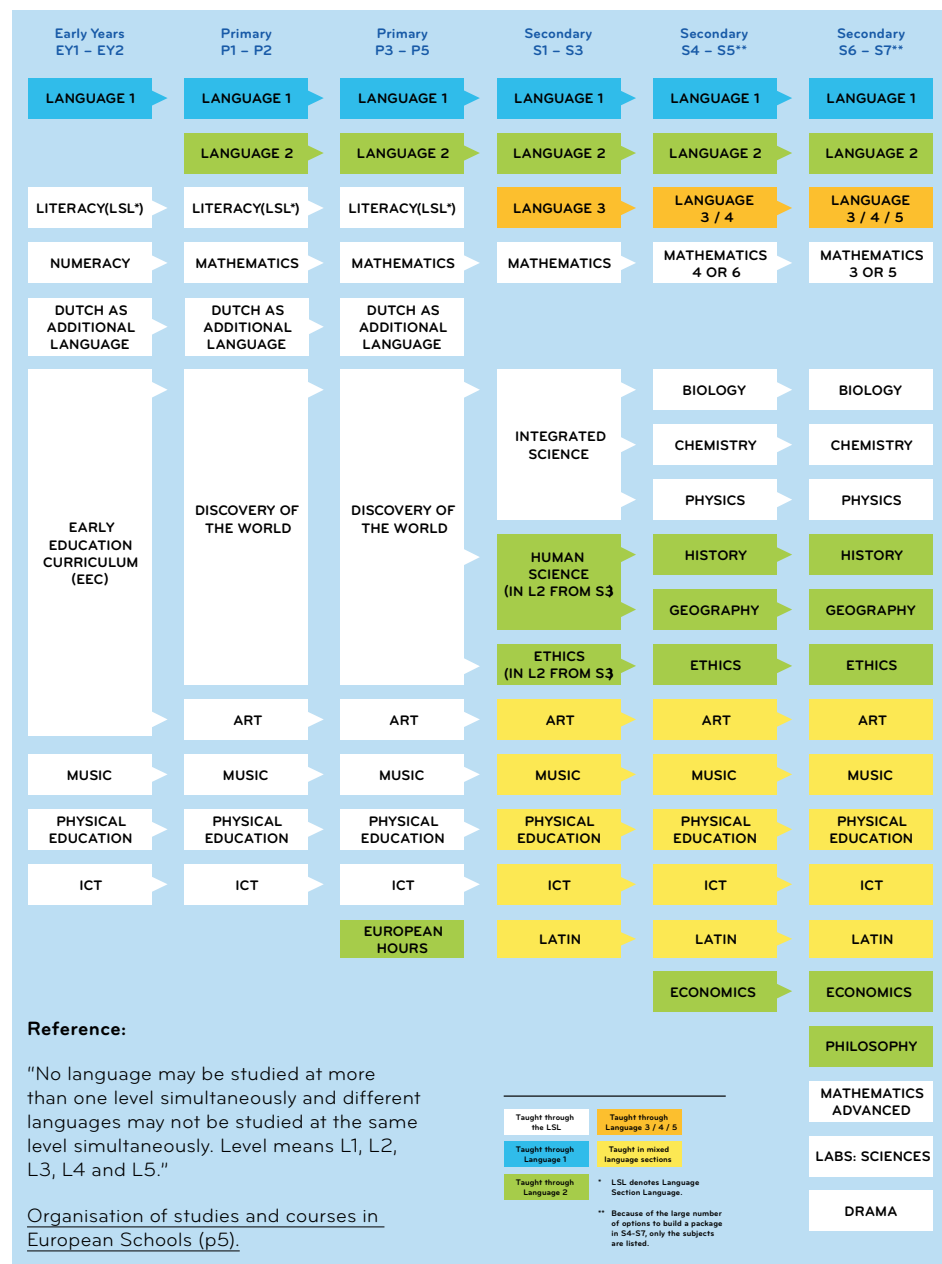 Early Years
EY1 – EY2
Primary
P1 – P2
Primary
P3 – P5
Secondary
S1 – S3
Secondary
S4 – S5**
Secondary
S6 – S7**
LANGUAGE 1
LANGUAGE 1
LANGUAGE 1
LANGUAGE 1
LANGUAGE 1
LANGUAGE 1
LANGUAGE 2
LANGUAGE 2
LANGUAGE 2
LANGUAGE 2
LANGUAGE 2
LITERACY(LSL*)
LITERACY(LSL*)
LITERACY(LSL*)
LANGUAGE 3
LANGUAGE
3 / 4
LANGUAGE
3 / 4 / 5
NUMERACY
MATHEMATICS
MATHEMATICS
MATHEMATICS
MATHEMATICS
4 OR 6
MATHEMATICS
3 OR 5
DUTCH AS
ADDITIONAL
LANGUAGE
DUTCH AS
ADDITIONAL
LANGUAGE
DUTCH AS
ADDITIONAL
LANGUAGE
EARLY
EDUCATION
CURRICULUM
(EEC)
DISCOVERY OF
THE WORLD
DISCOVERY OF
THE WORLD
INTEGRATED
SCIENCE
BIOLOGY
BIOLOGY
CHEMISTRY
CHEMISTRY
PHYSICS
PHYSICS
HUMAN
SCIENCE
(IN L2 FROM S3)
HISTORY
HISTORY
GEOGRAPHY
GEOGRAPHY
ETHICS
(IN L2 FROM S3)
ETHICS
ETHICS
ART
ART
ART
ART
ART
MUSIC
MUSIC
MUSIC
MUSIC
MUSIC
MUSIC
PHYSICAL
EDUCATION
PHYSICAL
EDUCATION
PHYSICAL
EDUCATION
PHYSICAL
EDUCATION
PHYSICAL
EDUCATION
PHYSICAL
EDUCATION
ICT
ICT
ICT
ICT
ICT
ICT
EUROPEAN
HOURS
LATIN
LATIN
LATIN
ECONOMICS
ECONOMICS
PHILOSOPHY
MATHEMATICS
ADVANCED
LABS: SCIENCES
DRAMA
Reference:
"No language may be studied at more
than one level simultaneously and different
languages may not be studied at the same
level simultaneously. Level means L1, L2,
L3, L4 and L5."
Organisation of studies and courses in
European Schools (p5).
Taught through
the LSL
Taught through
Language 3 / 4 / 5
Taught through
Language 1
Taught in mixed
language sections
Taught through
Language 2
* LSL denotes Language
Section Language.
** Because of the large number
of options to build a package
in S4-S7, only the subjects
are listed.